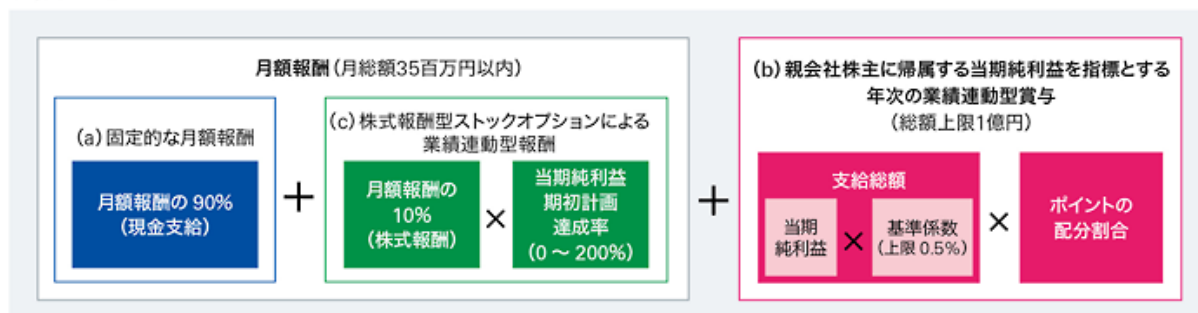 月額報酬（月総額35百万円以内）
（a）固定的な月額報酬
月額報酬の 90%
（現金支給）
＋
（c）株式報酬型ストックオプションによる
業績連動型報酬
月額報酬の
10%
（株式報酬）
×
当期純利益
期初計画
達成率
（0 〜 200%）
＋
（b）親会社株主に帰属する当期純利益を指標とする
年次の業績連動型賞与
（総額上限1億円）
支給総額
当期
純利益
×
基準係数
（上限 0.5%）
×
ポイントの
配分割合